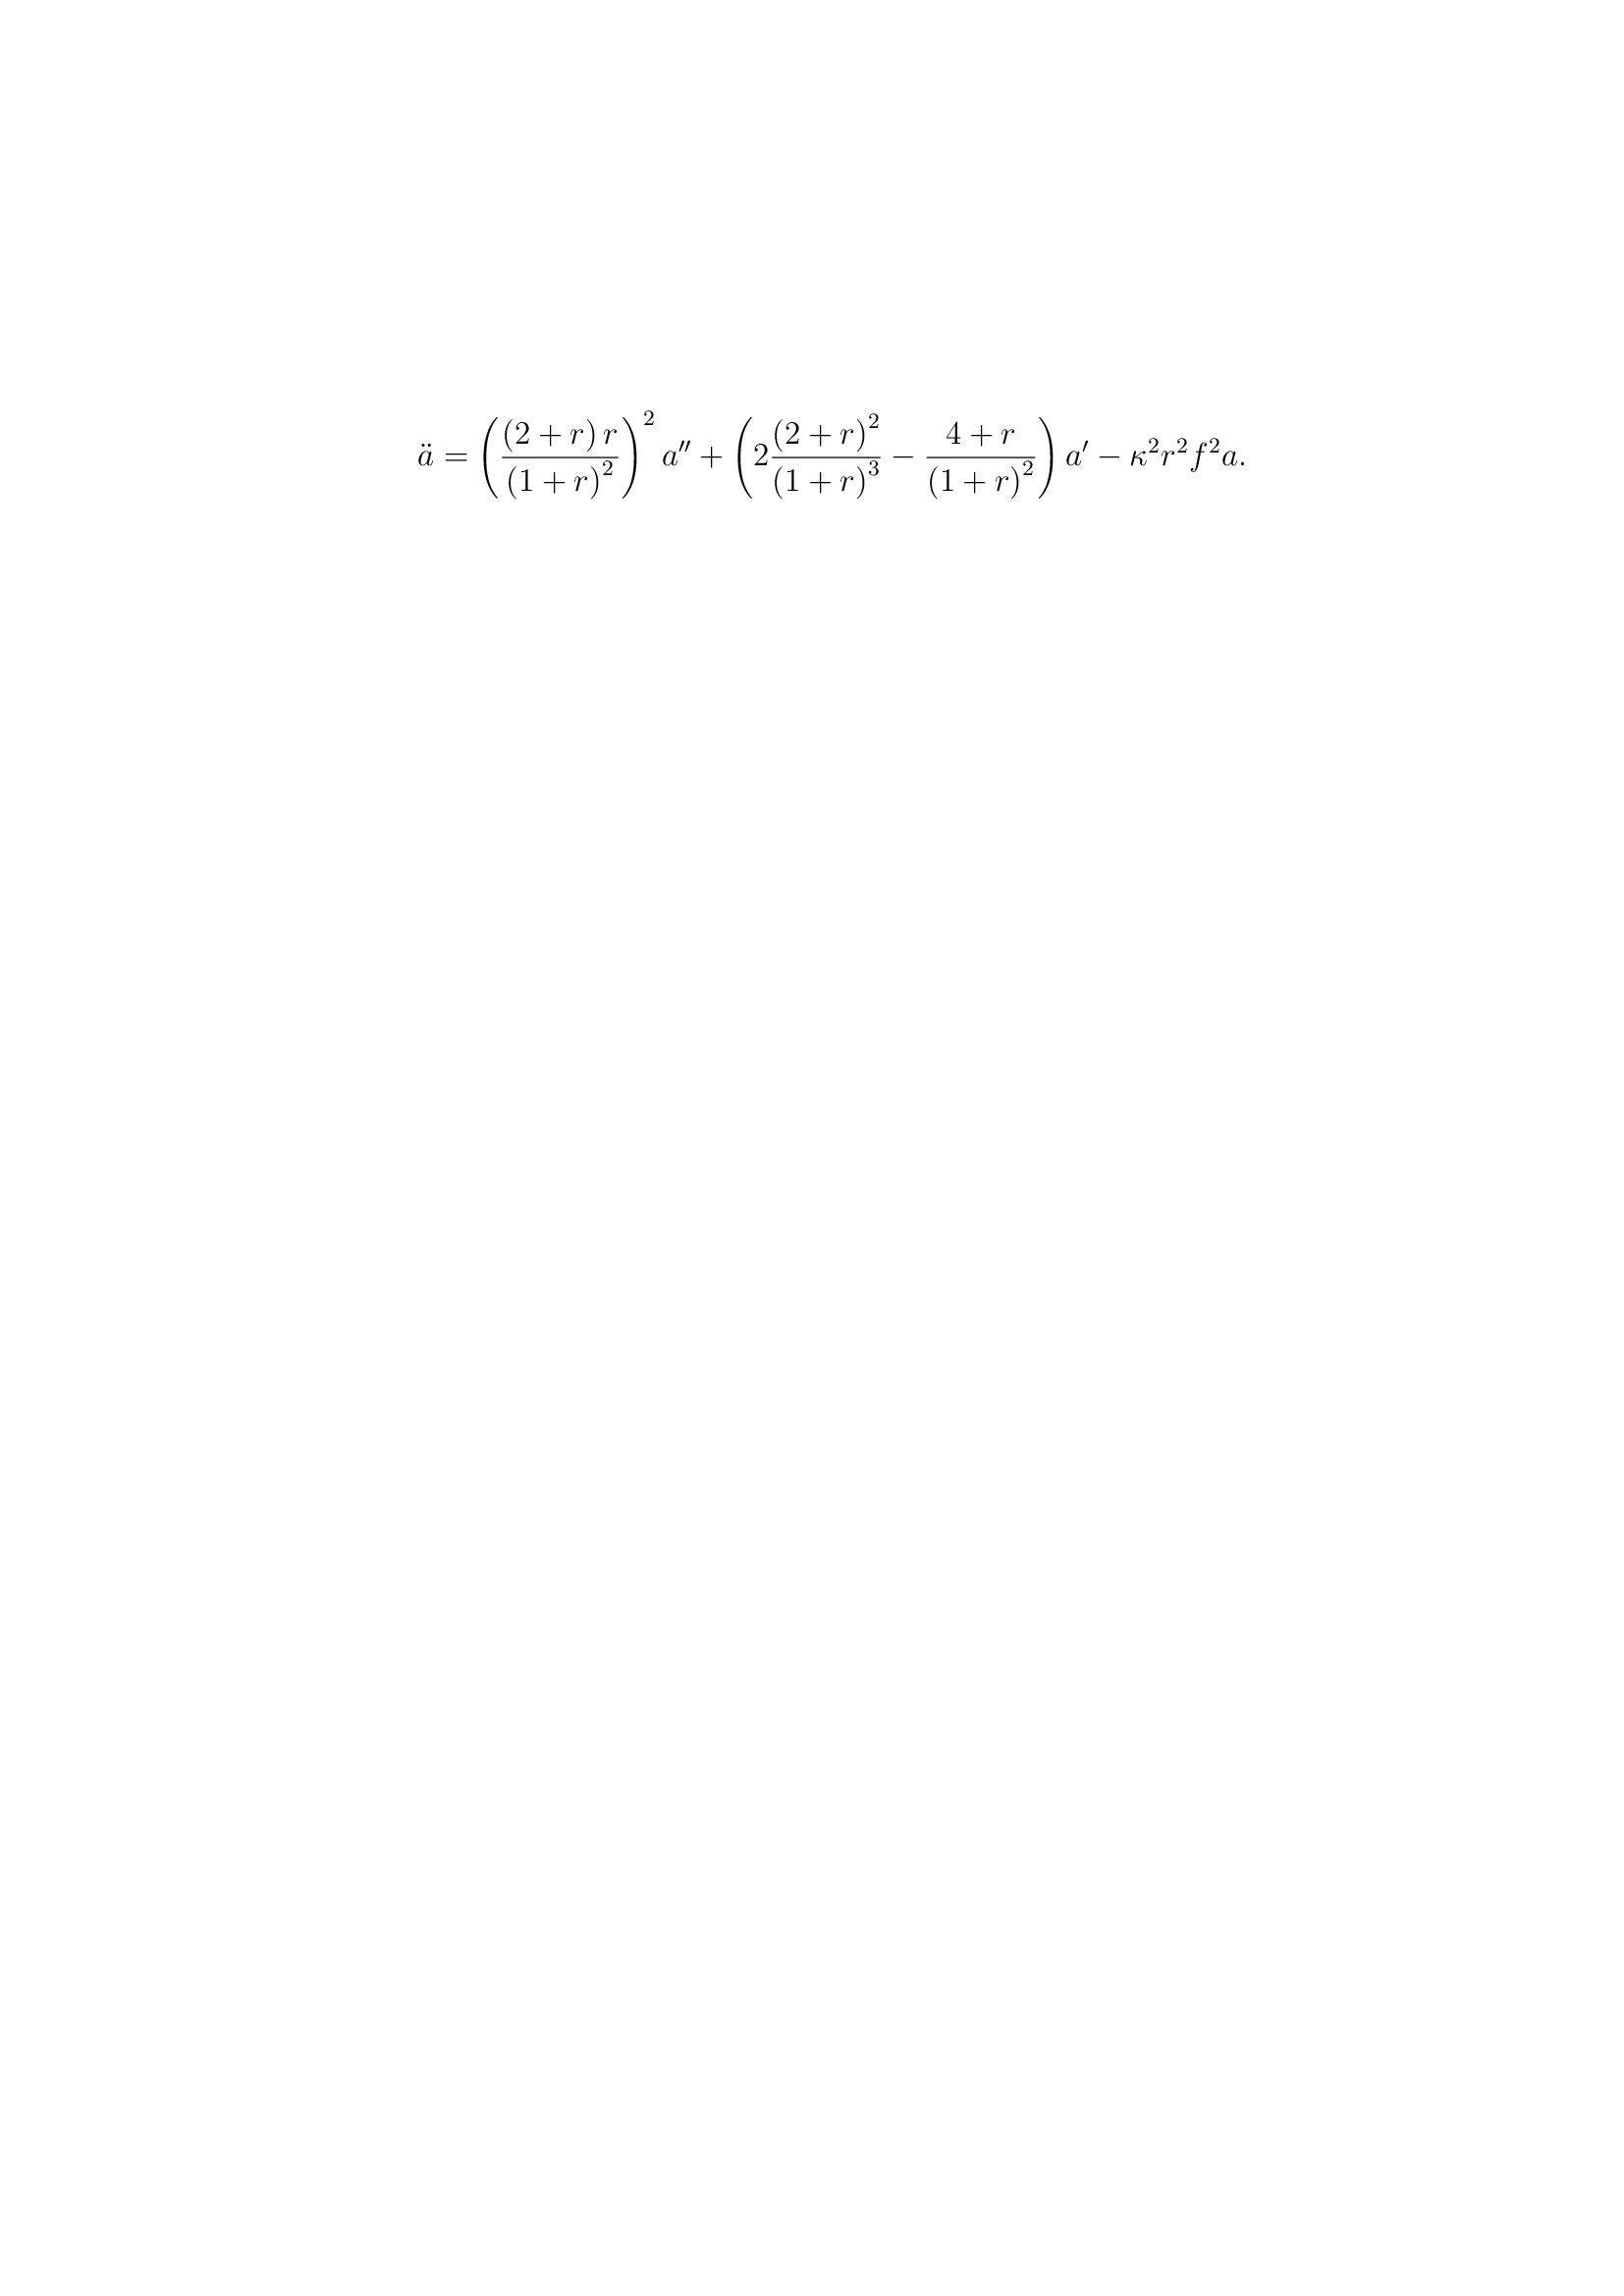 $$\ddot{a} = \left(\frac{(2+r)\,r}{(1+r)^2}\right)^2 a'' + \left(2\frac{(2+r)^2}{(1+r)^3} - \frac{4+r}{(1+r)^2}\right) a' - \kappa^2 r^2 f^2 a.$$